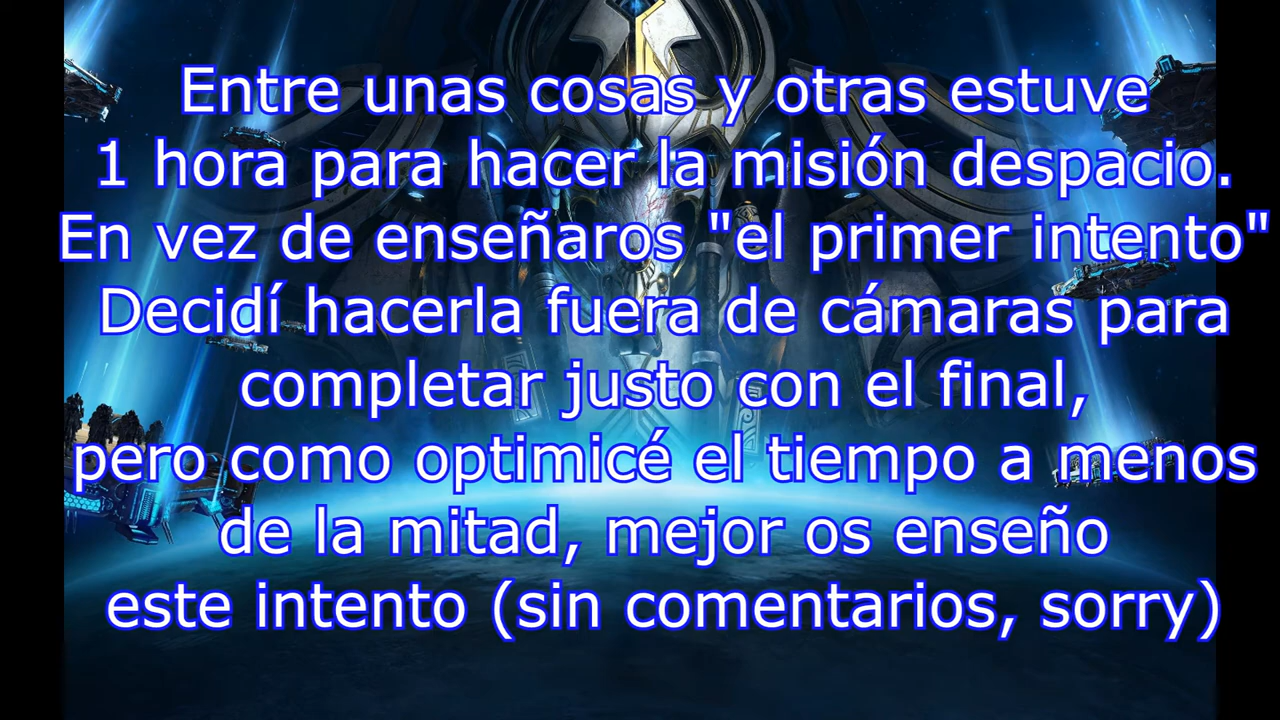 Entre unas cosas y otras estuve
1 hora para hacer la misión despacio.
En vez de enseñaros "el primer intento"
Decidí hacerla fuera de cámaras para
completar justo con el final,
pero como optimicé el tiempo a menos
de la mitad, mejor os enseño
este intento (sin comentarios, sorry)